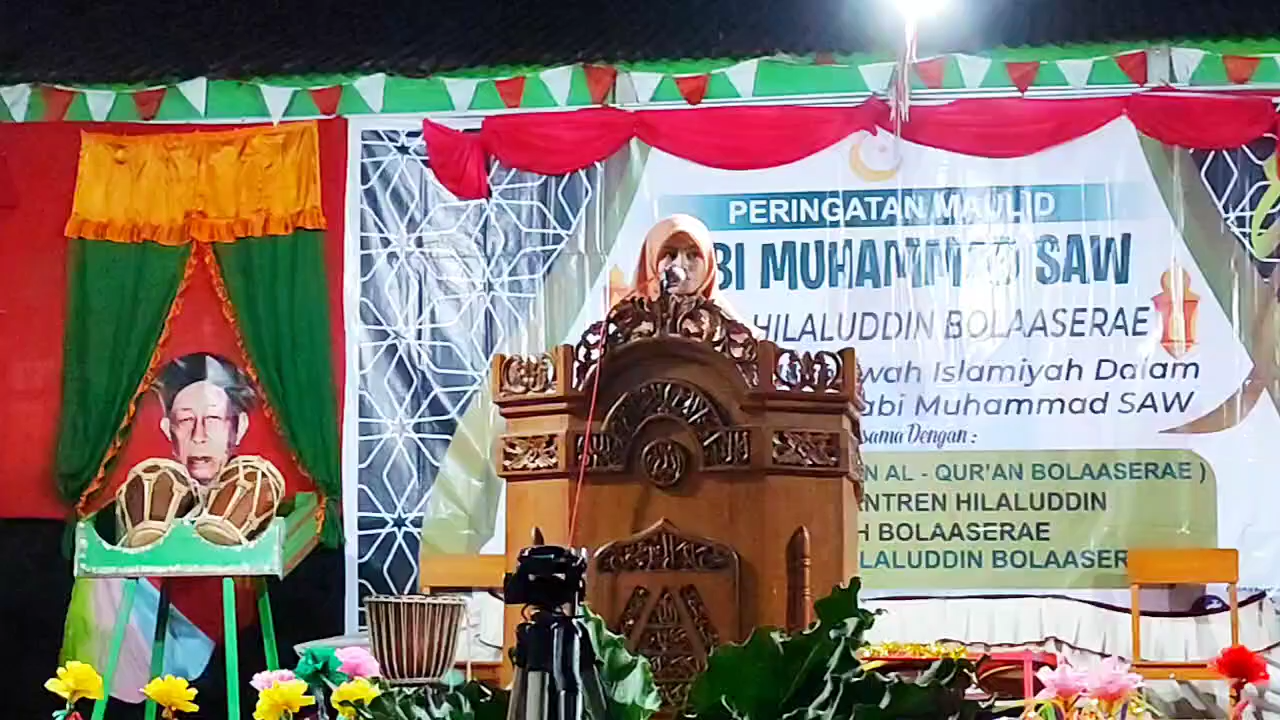 PERINGATAN MAULID
BI MUHAMMAD SAW
HILALUDDIN BOLAASERAE
wah Islamiyah Dalam
abi Muhammad SAW
sama Dengan :
N AL - QUR'AN BOLAASERAE )
NTREN HILALUDDIN
H BOLAASERAE
LALUDDIN BOLAASER